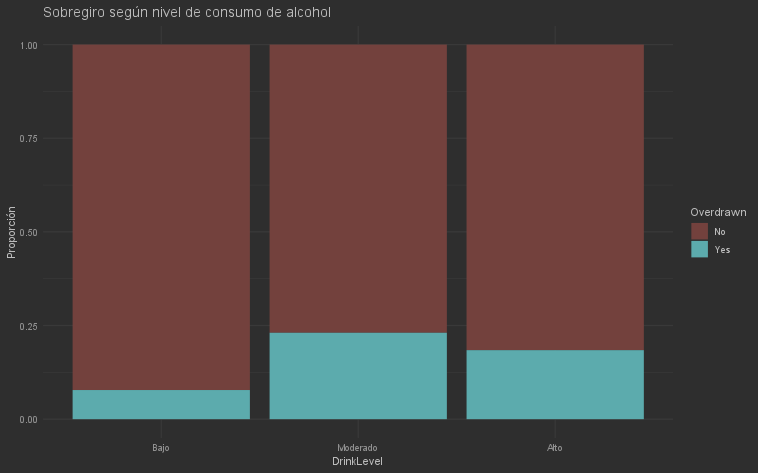 Sobregiro según nivel de consumo de alcohol
Proporción
1.00
0.75
0.50
0.25
0.00
Bajo
Moderado
Alto
DrinkLevel
Overdrawn
No
Yes